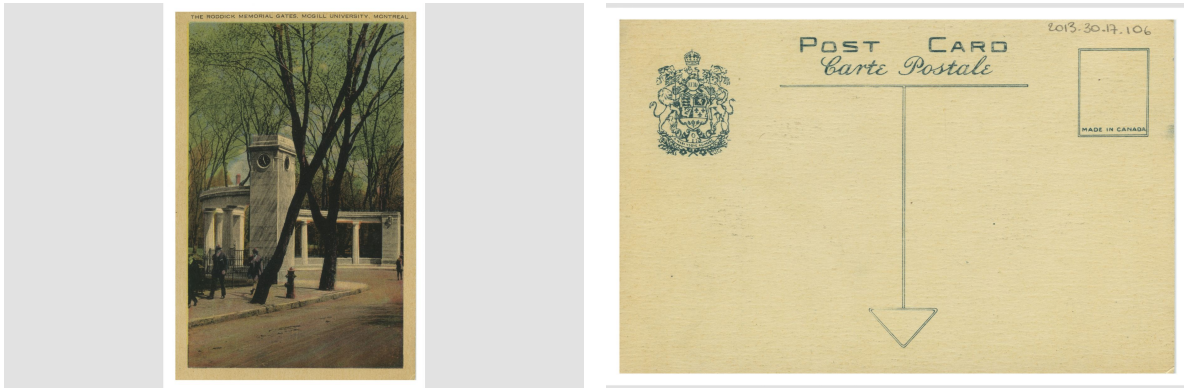 THE RODDICK MEMORIAL GATES, MCGILL UNIVERSITY, MONTREAL
2013.30.17.106
POST CARD
Carte Postale
MADE IN CANADA